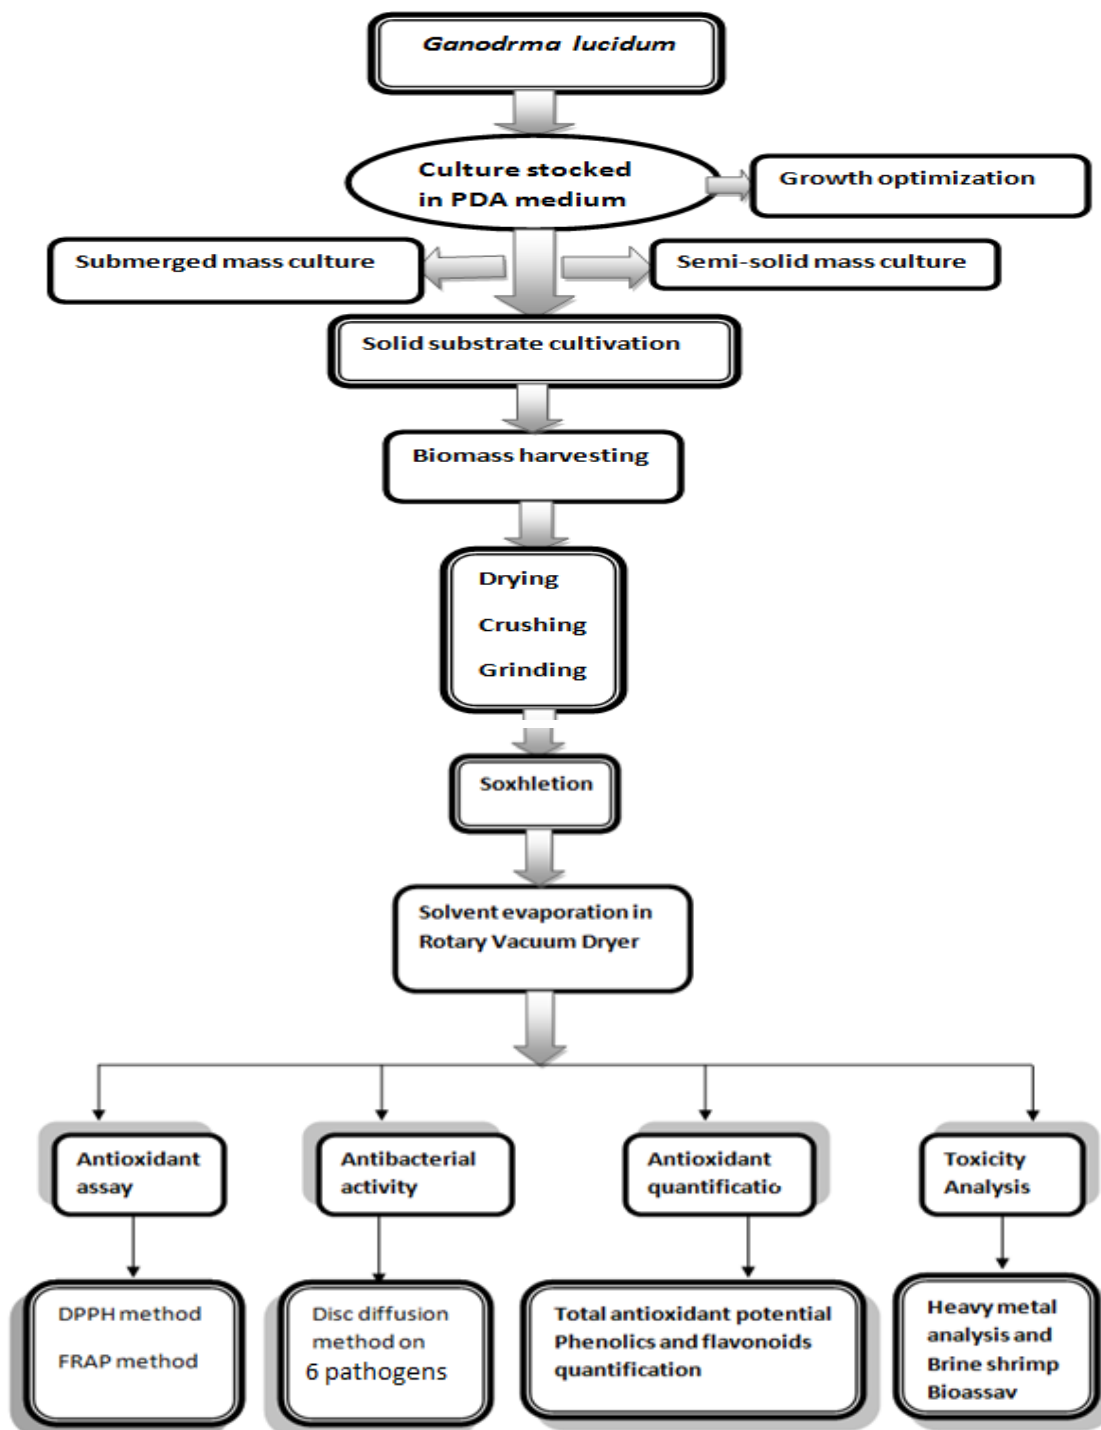 Ganodrma lucidum
Culture stocked
in PDA medium
Growth optimization
Submerged mass culture
Semi-solid mass culture
Solid substrate cultivation
Biomass harvesting
Drying
Crushing
Grinding
Soxhletion
Solvent evaporation in
Rotary Vacuum Dryer
Antioxidant
assay
Antibacterial
activity
Antioxidant
quantificatio
Toxicity
Analysis
DPPH method
FRAP method
Disc diffusion
method on
6 pathogens
Total antioxidant potential
Phenolics and flavonoids
quantification
Heavy metal
analysis and
Brine shrimp
Bioassay